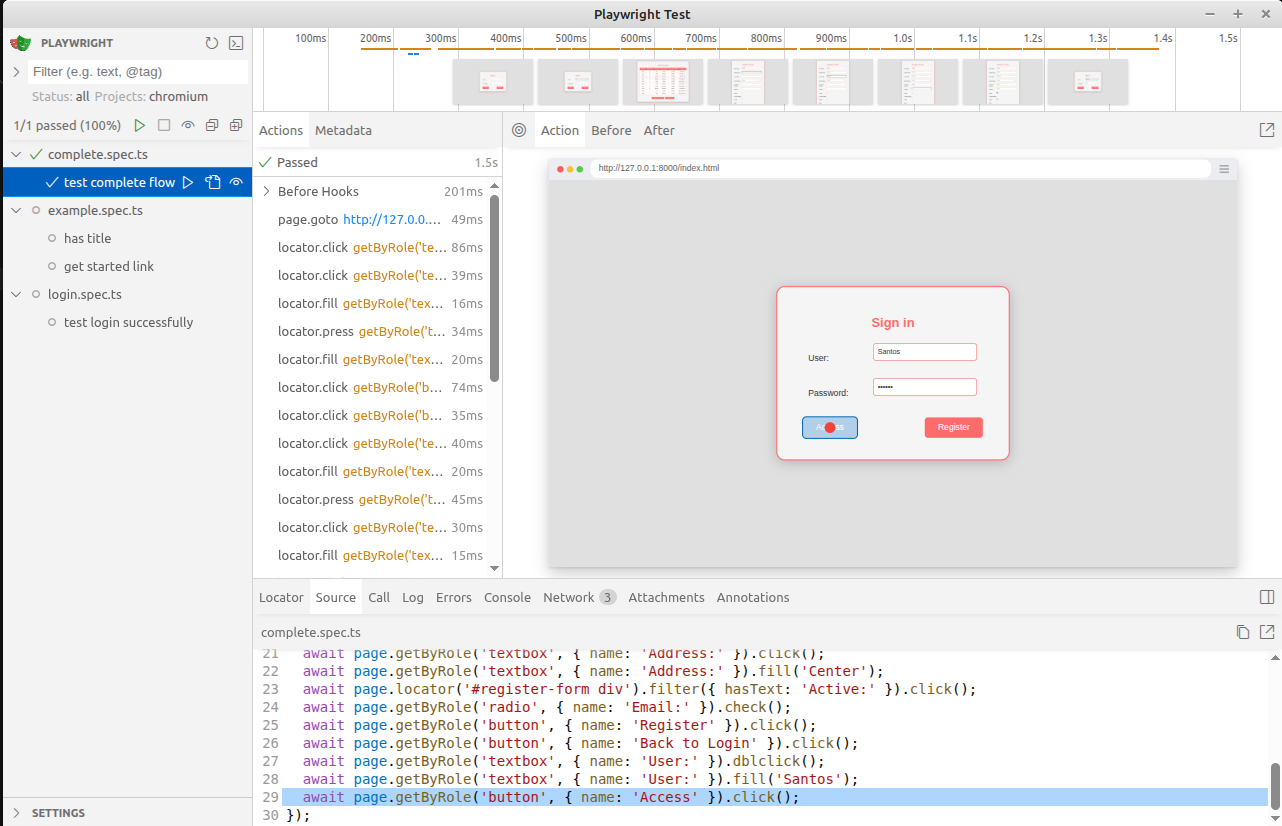 Playwright Test
PLAYWRIGHT
Filter (e.g. text, @tag)
Status: all Projects: chromium
1/1 passed (100%)
complete.spec.ts
test complete flow
example.spec.ts
has title
get started link
login.spec.ts
test login successfully
SETTINGS
100ms 200ms 300ms 400ms 500ms 600ms 700ms 800ms 900ms 1.0s 1.1s 1.2s 1.3s 1.4s 1.5s
Actions Metadata
Passed 1.5s
Before Hooks 201ms
page.goto http://127.0.0.... 49ms
locator.click getByRole('te... 86ms
locator.click getByRole('te... 39ms
locator.fill getByRole('tex... 16ms
locator.press getByRole('t... 34ms
locator.fill getByRole('tex... 20ms
locator.click getByRole('b... 74ms
locator.click getByRole('b... 35ms
locator.click getByRole('te... 40ms
locator.fill getByRole('tex... 20ms
locator.press getByRole('t... 45ms
locator.click getByRole('te... 30ms
locator.fill getByRole('tex... 15ms
Action Before After
http://127.0.0.1:8000/index.html
Sign in
User: Santos
Password: ••••••
Register
Locator Source Call Log Errors Console Network 3 Attachments Annotations
complete.spec.ts
21 await page.getByRole('textbox', { name: 'Address:' }).click();
22 await page.getByRole('textbox', { name: 'Address:' }).fill('Center');
23 await page.locator('#register-form div').filter({ hasText: 'Active:' }).click();
24 await page.getByRole('radio', { name: 'Email:' }).check();
25 await page.getByRole('button', { name: 'Register' }).click();
26 await page.getByRole('button', { name: 'Back to Login' }).click();
27 await page.getByRole('textbox', { name: 'User:' }).dblclick();
28 await page.getByRole('textbox', { name: 'User:' }).fill('Santos');
29 await page.getByRole('button', { name: 'Access' }).click();
30 });